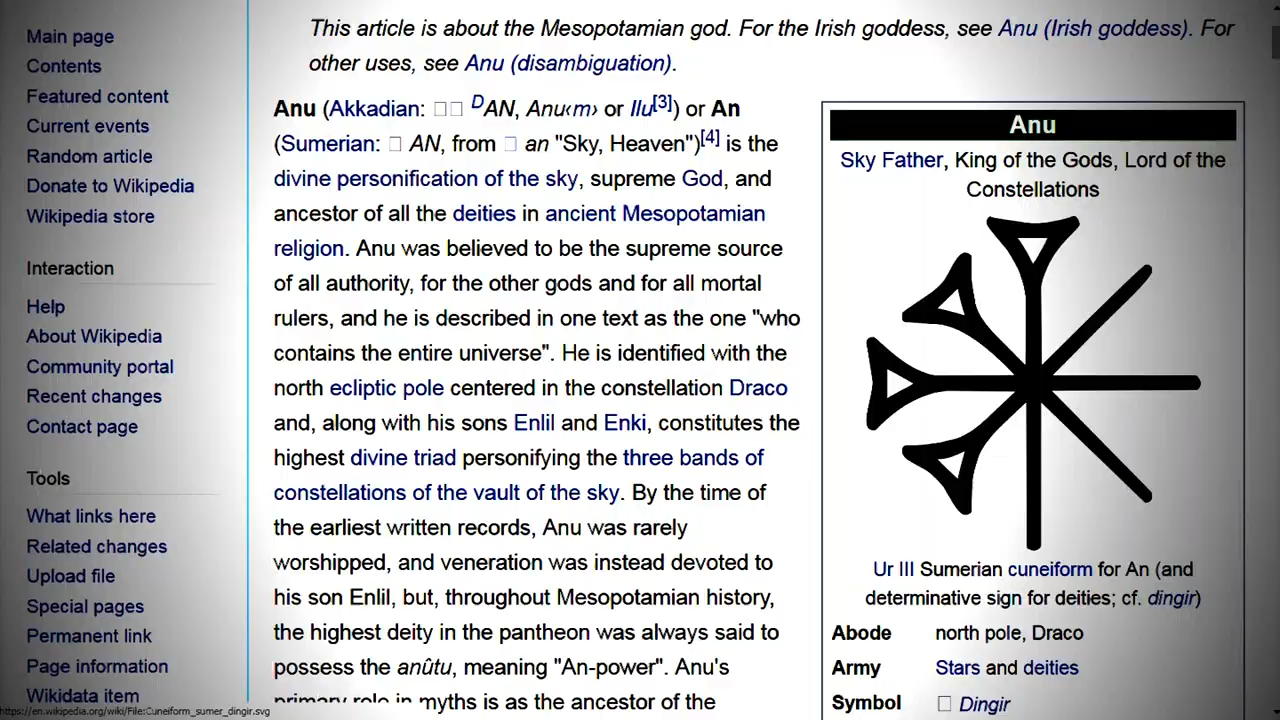 Main page
Contents
Featured content
Current events
Random article
Donate to Wikipedia
Wikipedia store
Interaction
Help
About Wikipedia
Community portal
Recent changes
Contact page
Tools
What links here
Related changes
Upload file
Special pages
Permanent link
Page information
Wikidata item
https://en.wikipedia.org/wiki/File:Cuneiform_sumer_dingir.svg
This article is about the Mesopotamian god. For the Irish goddess, see Anu (Irish goddess). For
other uses, see Anu (disambiguation).
Anu (Akkadian: □□ DAN, Anu‹m› or Ilu[3]) or An
(Sumerian: □ AN, from □ an "Sky, Heaven")[4] is the
divine personification of the sky, supreme God, and
ancestor of all the deities in ancient Mesopotamian
religion. Anu was believed to be the supreme source
of all authority, for the other gods and for all mortal
rulers, and he is described in one text as the one "who
contains the entire universe". He is identified with the
north ecliptic pole centered in the constellation Draco
and, along with his sons Enlil and Enki, constitutes the
highest divine triad personifying the three bands of
constellations of the vault of the sky. By the time of
the earliest written records, Anu was rarely
worshipped, and veneration was instead devoted to
his son Enlil, but, throughout Mesopotamian history,
the highest deity in the pantheon was always said to
possess the anûtu, meaning "An-power". Anu's
primary role in myths is as the ancestor of the
Anu
Sky Father, King of the Gods, Lord of the
Constellations
Ur III Sumerian cuneiform for An (and
determinative sign for deities; cf. dingir)
Abode north pole, Draco
Army Stars and deities
Symbol □ Dingir